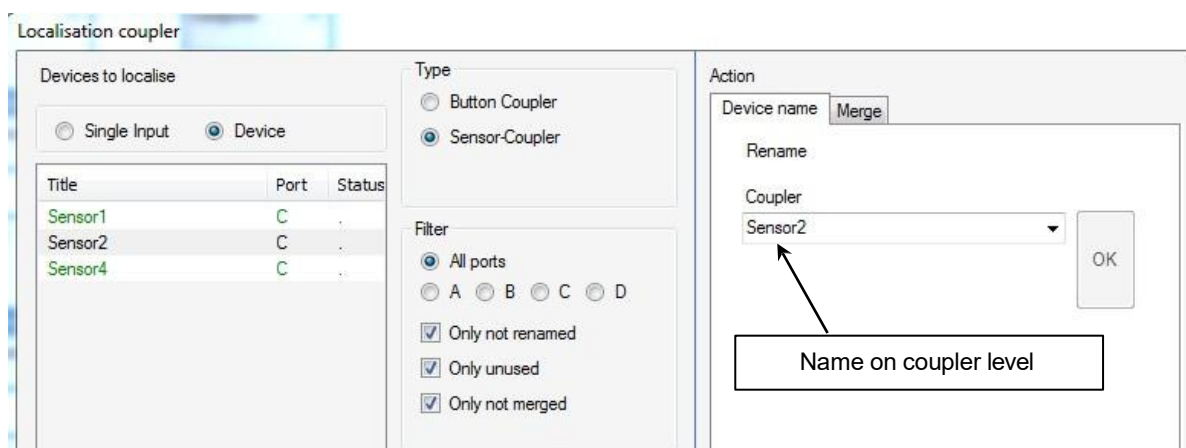 Localisation coupler
Devices to localise
Single Input Device
Title Port Status
Sensor1 C .
Sensor2 C .
Sensor4 C .
Type
Button Coupler
Sensor-Coupler
Filter
All ports
A B C D
Only not renamed
Only unused
Only not merged
Action
Device name Merge
Rename
Coupler
Sensor2
OK
Name on coupler level